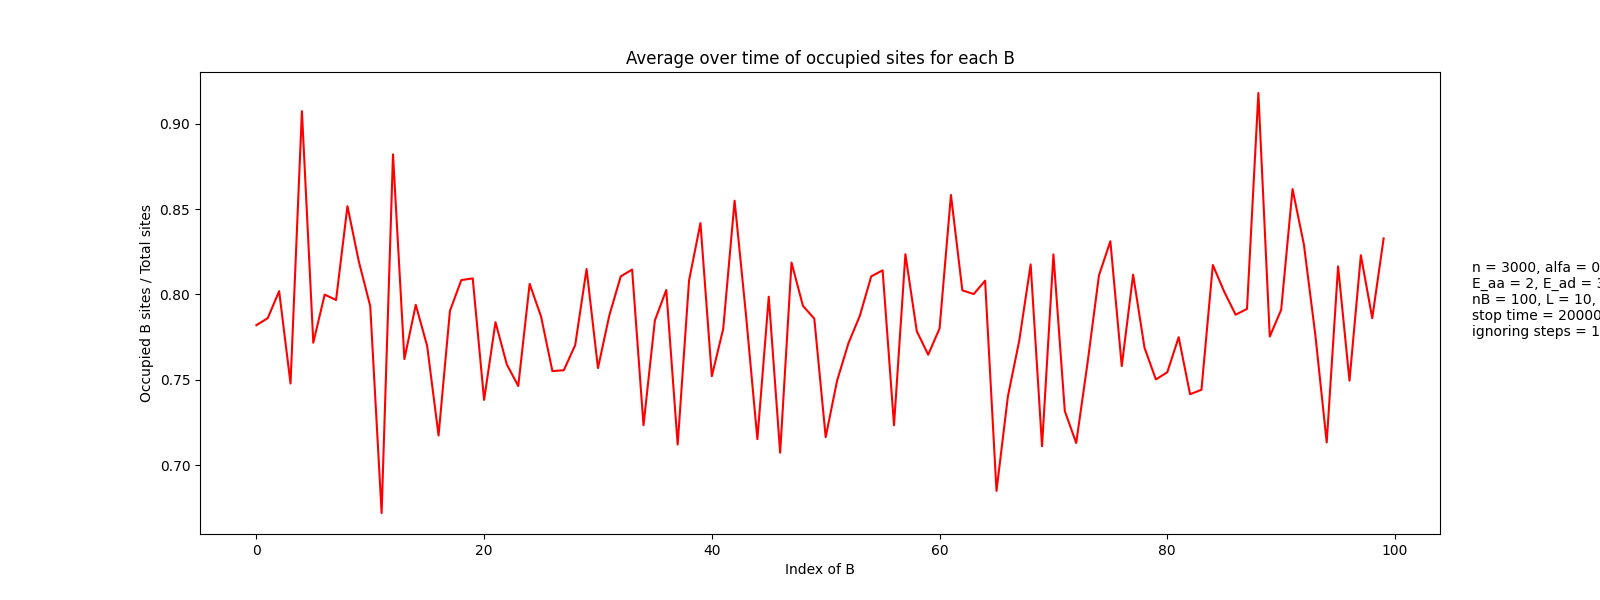 Average over time of occupied sites for each B
Occupied B sites / Total sites
0.90
0.85
0.80
0.75
0.70
0
20
40
60
80
100
Index of B
n = 3000, alfa = 0
E_aa = 2, E_ad = 
nB = 100, L = 10,
stop time = 20000
ignoring steps = 1